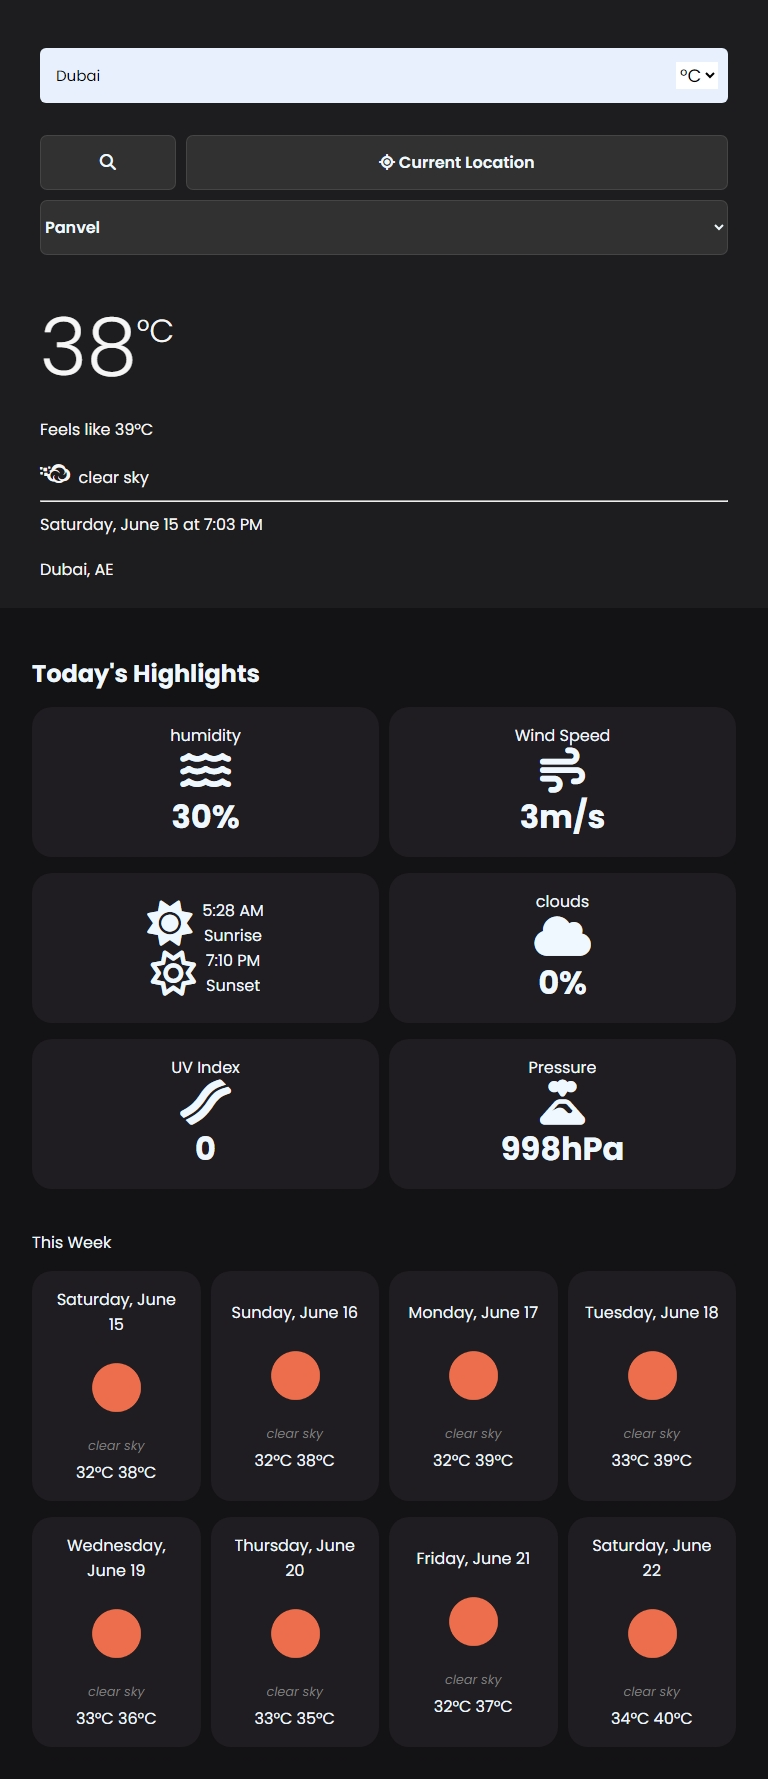 Dubai
°C
Current Location
Panvel
38°C
Feels like 39°C
clear sky
Saturday, June 15 at 7:03 PM
Dubai, AE
Today's Highlights
humidity
30%
Wind Speed
3m/s
5:28 AM
Sunrise
7:10 PM
Sunset
clouds
0%
UV Index
0
Pressure
998hPa
This Week
Saturday, June
15
clear sky
32°C 38°C
Sunday, June 16
clear sky
32°C 38°C
Monday, June 17
clear sky
32°C 39°C
Tuesday, June 18
clear sky
33°C 39°C
Wednesday,
June 19
clear sky
33°C 36°C
Thursday, June
20
clear sky
33°C 35°C
Friday, June 21
clear sky
32°C 37°C
Saturday, June
22
clear sky
34°C 40°C